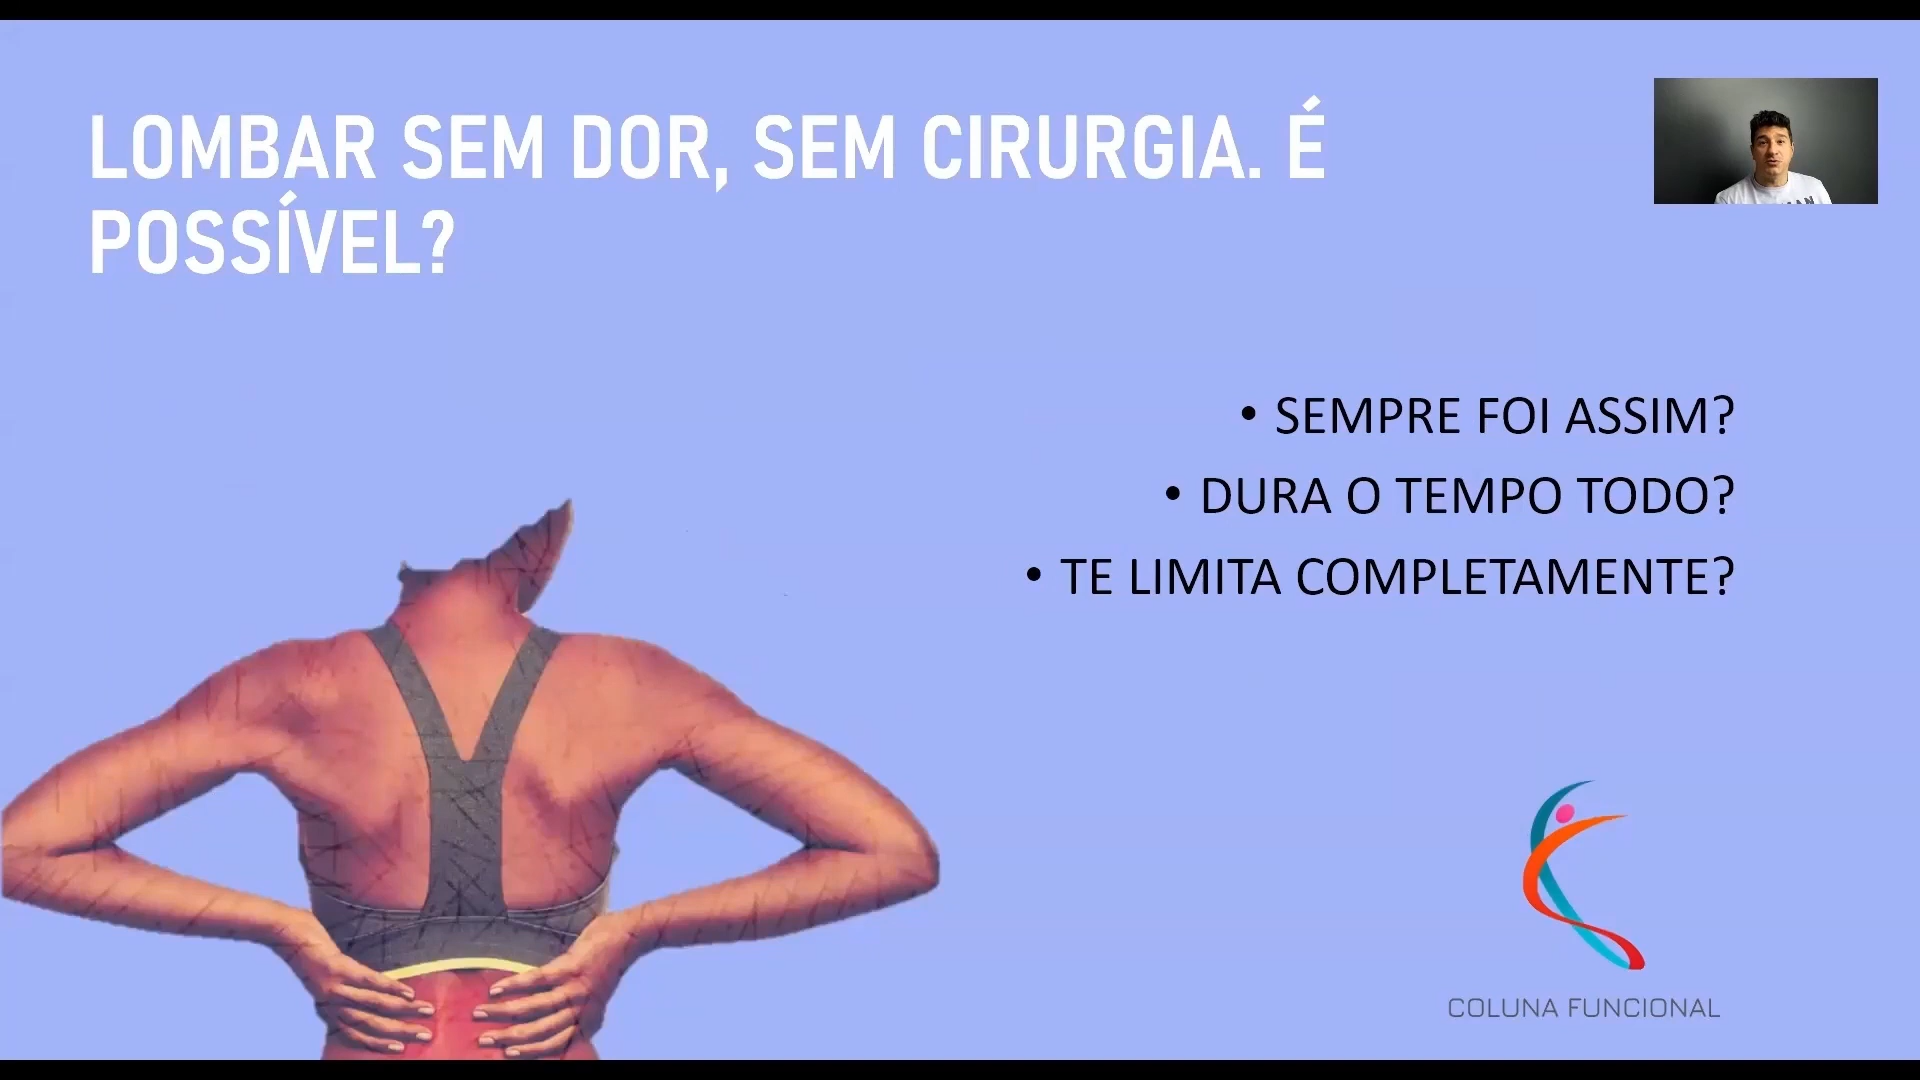 LOMBAR SEM DOR, SEM CIRURGIA. É
POSSÍVEL?
• SEMPRE FOI ASSIM?
• DURA O TEMPO TODO?
• TE LIMITA COMPLETAMENTE?
COLUNA FUNCIONAL